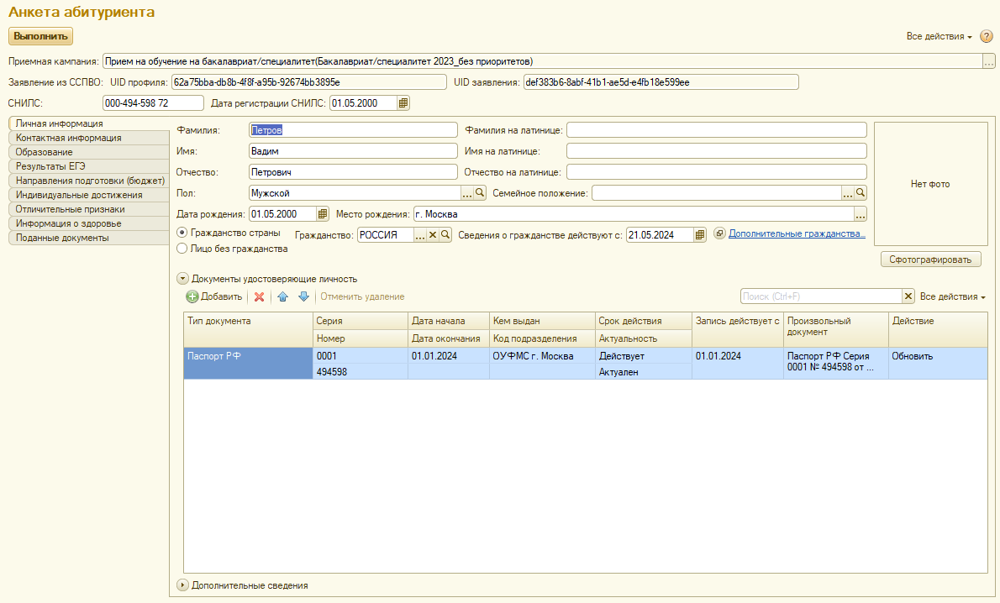 Анкета абитуриента
Выполнить
Все действия
?
Приемная кампания: Прием на обучение на бакалавриат/специалитет(Бакалавриат/специалитет 2023_без приоритетов) ...
Заявление из ССПВО: UID профиля: 62a75bba-db8b-4f8f-a95b-92674bb3895e UID заявления: def383b6-8abf-41b1-ae5d-e4fb18e599ee
СНИЛС: 000-494-598 72 Дата регистрации СНИЛС: 01.05.2000
Личная информация
Контактная информация
Образование
Результаты ЕГЭ
Направления подготовки (бюджет)
Индивидуальные достижения
Отличительные признаки
Информация о здоровье
Поданные документы
Фамилия: Петров Фамилия на латинице:
Имя: Вадим Имя на латинице:
Отчество: Петрович Отчество на латинице:
Пол: Мужской ... Семейное положение: ...
Дата рождения: 01.05.2000 Место рождения: г. Москва ...
Гражданство страны Гражданство: РОССИЯ ... Сведения о гражданстве действуют с: 21.05.2024 Дополнительные гражданства...
Лицо без гражданства
Нет фото
Сфотографировать
Документы удостоверяющие личность
Добавить Отменить удаление Поиск (Ctrl+F) Все действия
Тип документа Серия Дата начала Кем выдан Срок действия Запись действует с Произвольный документ Действие
Номер Дата окончания Код подразделения Актуальность
Паспорт РФ 0001 01.01.2024 ОУФМС г. Москва Действует 01.01.2024 Паспорт РФ Серия Обновить
494598 Актуален 0001 № 494598 от ...
Дополнительные сведения